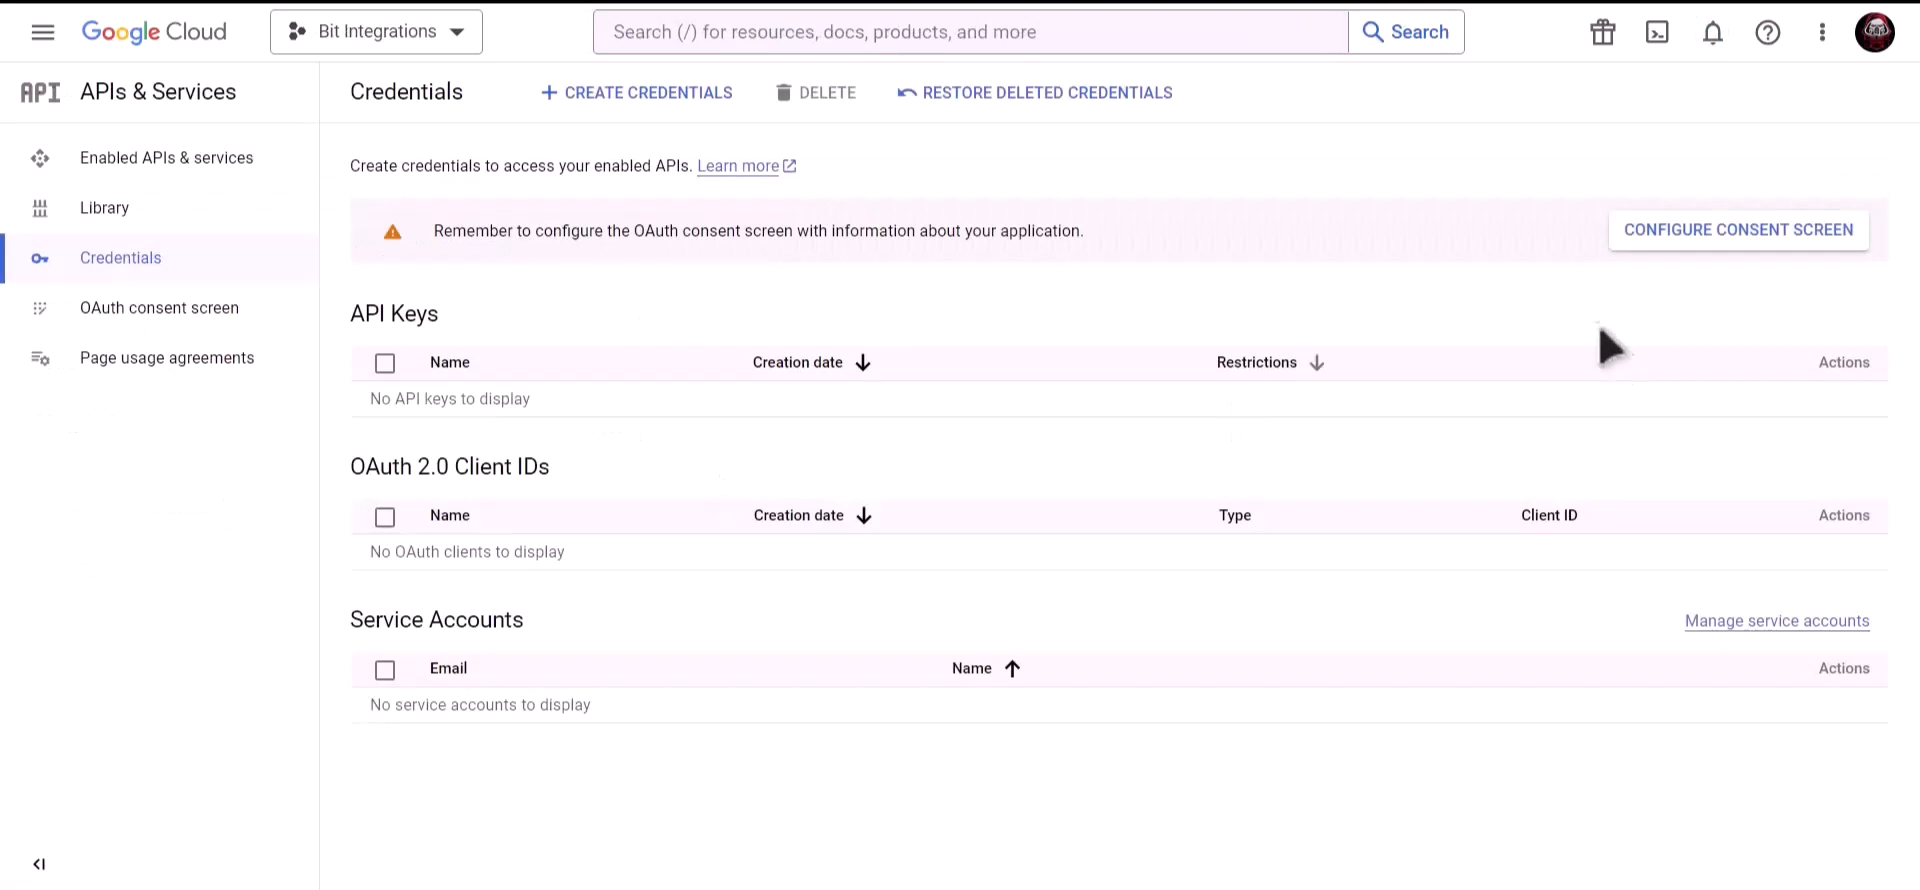 Google Cloud
Bit Integrations
Search (/) for resources, docs, products, and more
Search
API
APIs & Services
Credentials
CREATE CREDENTIALS
DELETE
RESTORE DELETED CREDENTIALS
Enabled APIs & services
Library
Credentials
OAuth consent screen
Page usage agreements
Create credentials to access your enabled APIs. Learn more
Remember to configure the OAuth consent screen with information about your application.
CONFIGURE CONSENT SCREEN
API Keys
Name Creation date Restrictions Actions
No API keys to display
OAuth 2.0 Client IDs
Name Creation date Type Client ID Actions
No OAuth clients to display
Service Accounts
Manage service accounts
Email Name Actions
No service accounts to display